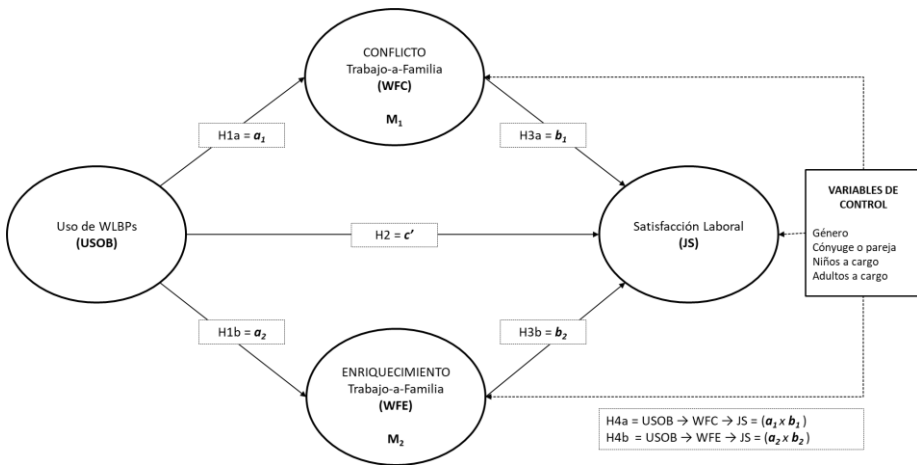 CONFLICTO
Trabajo-a-Familia
(WFC)
M₁
H1a = a₁
H3a = b₁
Uso de WLBPs
(USOB)
H2 = c’
Satisfacción Laboral
(JS)
VARIABLES DE
CONTROL
Género
Cónyuge o pareja
Niños a cargo
Adultos a cargo
H1b = a₂
H3b = b₂
ENRIQUECIMIENTO
Trabajo-a-Familia
(WFE)
M₂
H4a = USOB → WFC → JS = (a₁ x b₁)
H4b = USOB → WFE → JS = (a₂ x b₂)